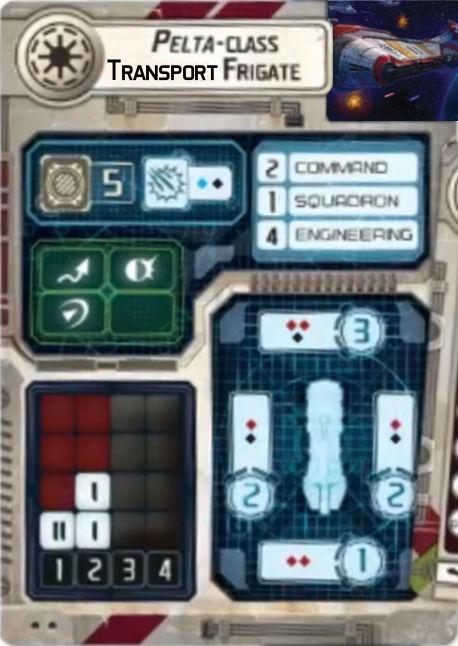 PELTA-CLASS
TRANSPORT FRIGATE
5
2 COMMAND
1 SQUADRON
4 ENGINEERING
3
2 2
1
I
II I
1 2 3 4